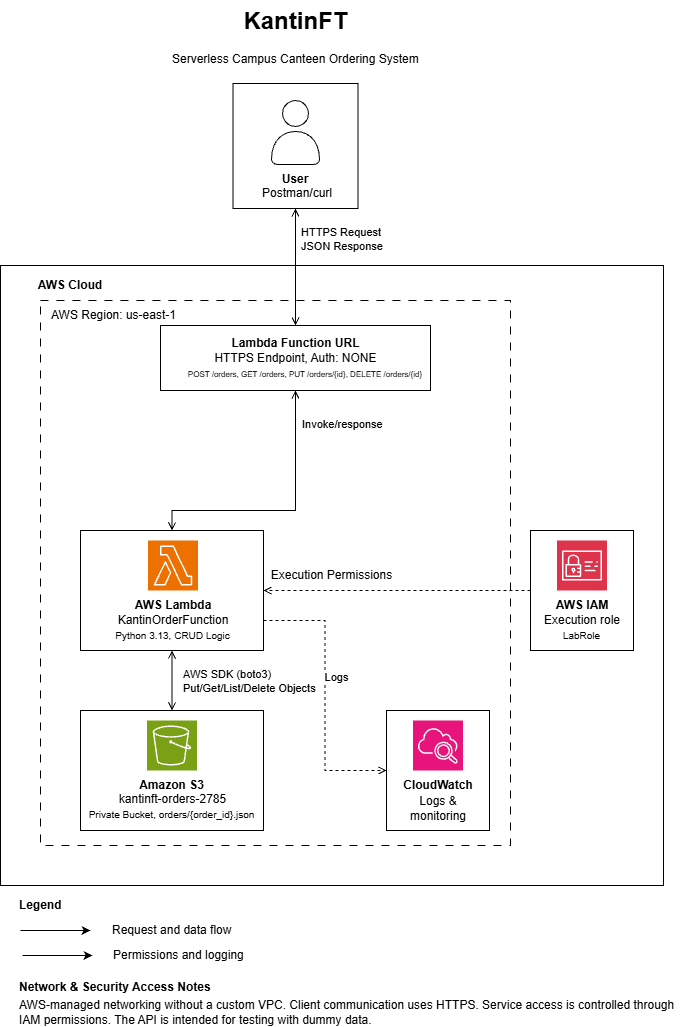 KantinFT
Serverless Campus Canteen Ordering System
User
Postman/curl
HTTPS Request
JSON Response
AWS Cloud
AWS Region: us-east-1
Lambda Function URL
HTTPS Endpoint, Auth: NONE
POST /orders, GET /orders, PUT /orders/{id}, DELETE /orders/{id}
Invoke/response
AWS Lambda
KantinOrderFunction
Python 3.13, CRUD Logic
Execution Permissions
AWS IAM
Execution role
LabRole
AWS SDK (boto3)
Put/Get/List/Delete Objects
Logs
Amazon S3
kantinft-orders-2785
Private Bucket, orders/{order_id}.json
CloudWatch
Logs &
monitoring
Legend
Request and data flow
Permissions and logging
Network & Security Access Notes
AWS-managed networking without a custom VPC. Client communication uses HTTPS. Service access is controlled through
IAM permissions. The API is intended for testing with dummy data.